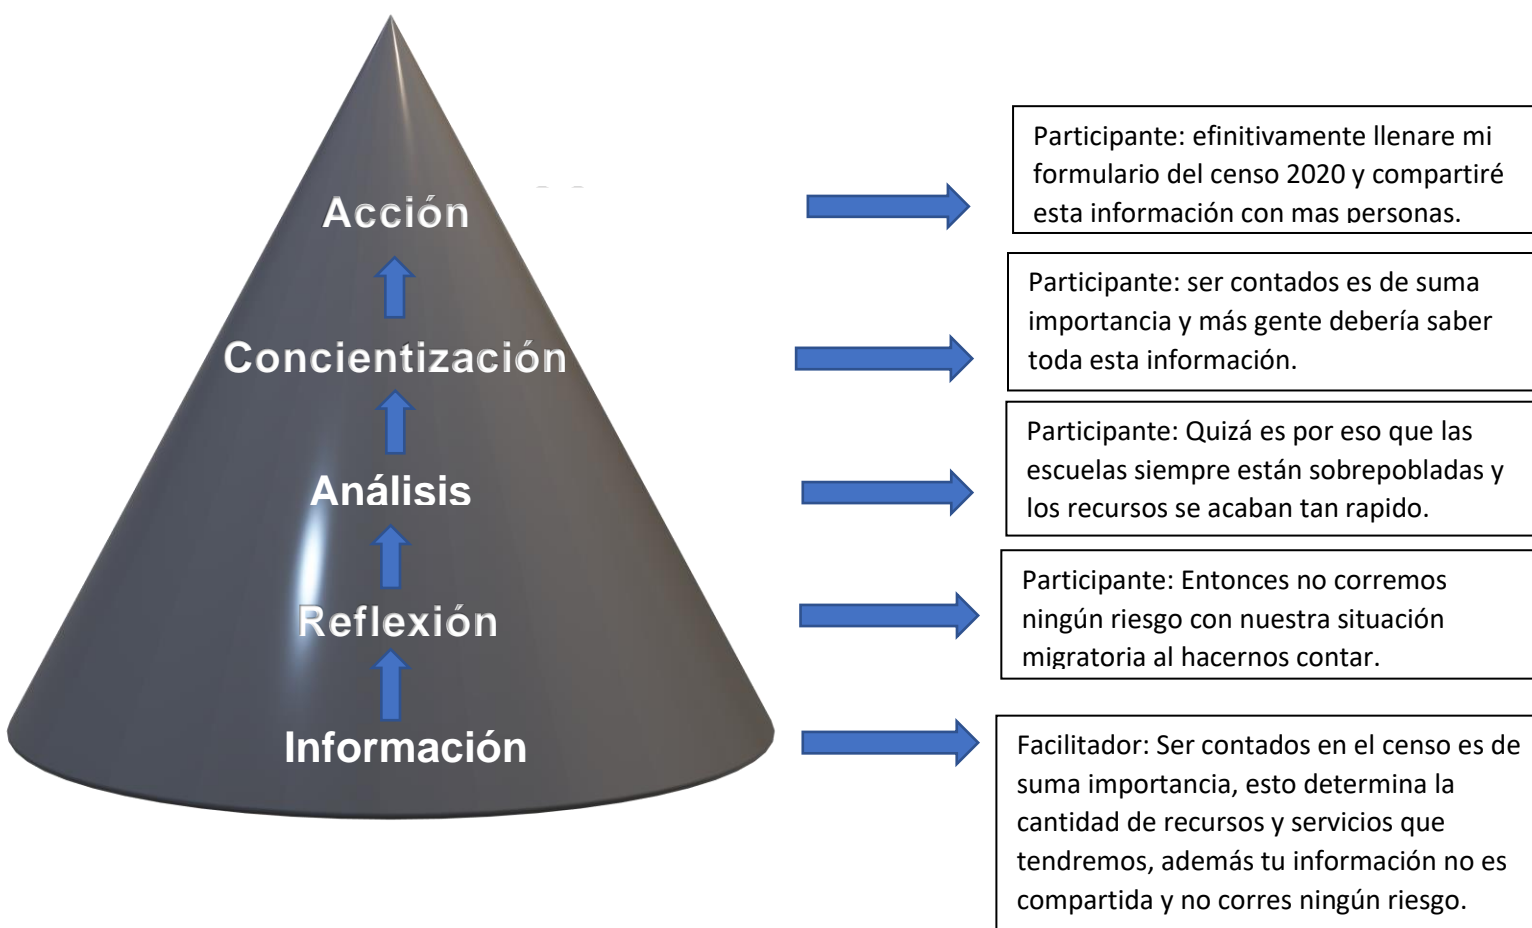 Acción
Participante: efinitivamente llenare mi
formulario del censo 2020 y compartiré
esta información con mas personas.
Concientización
Participante: ser contados es de suma
importancia y más gente debería saber
toda esta información.
Análisis
Participante: Quizá es por eso que las
escuelas siempre están sobrepobladas y
los recursos se acaban tan rapido.
Reflexión
Participante: Entonces no corremos
ningún riesgo con nuestra situación
migratoria al hacernos contar.
Información
Facilitador: Ser contados en el censo es de
suma importancia, esto determina la
cantidad de recursos y servicios que
tendremos, además tu información no es
compartida y no corres ningún riesgo.